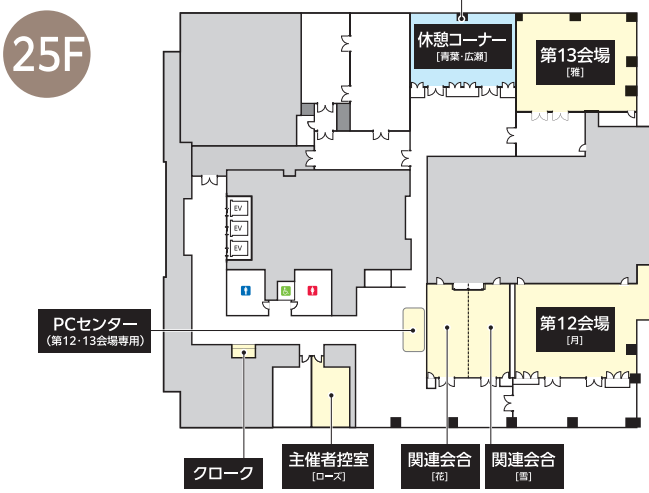 25F
休憩コーナー
[青葉・広瀬]
第13会場
[雅]
EV
EV
EV
PCセンター
(第12・13会場専用)
第12会場
[月]
クローク
主催者控室
[ローズ]
関連会合
[花]
関連会合
[雪]